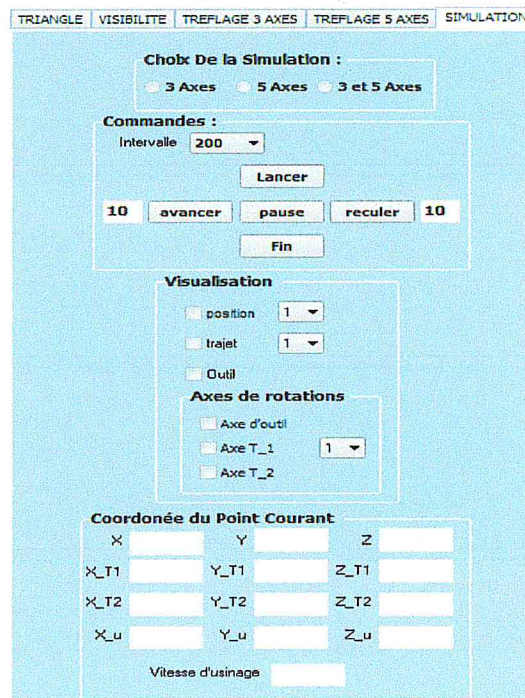 TRIANGLE VISIBILITE TREFLAGE 3 AXES TREFLAGE 5 AXES SIMULATION
Choix De la Simulation :
3 Axes 5 Axes 3 et 5 Axes
Commandes :
Intervalle 200
Lancer
10 avancer pause reculer 10
Fin
Visualisation
position 1
trajet 1
Outil
Axes de rotations
Axe d'outil
Axe T_1 1
Axe T_2
Coordonée du Point Courant
X Y Z
X_T1 Y_T1 Z_T1
X_T2 Y_T2 Z_T2
X_u Y_u Z_u
Vitesse d'usinage